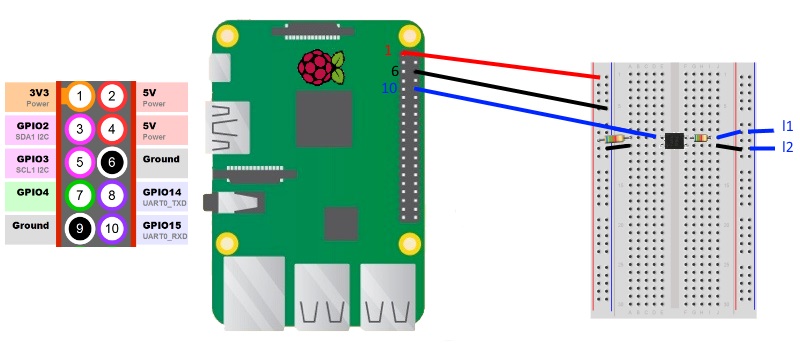 3V3
Power
1
2
5V
Power
GPIO2
SDA1 I2C
3
4
5V
Power
GPIO3
SCL1 I2C
5
6
Ground
GPIO4
7
8
GPIO14
UART0_TXD
Ground
9
10
GPIO15
UART0_RXD
1
6
10
I1
I2